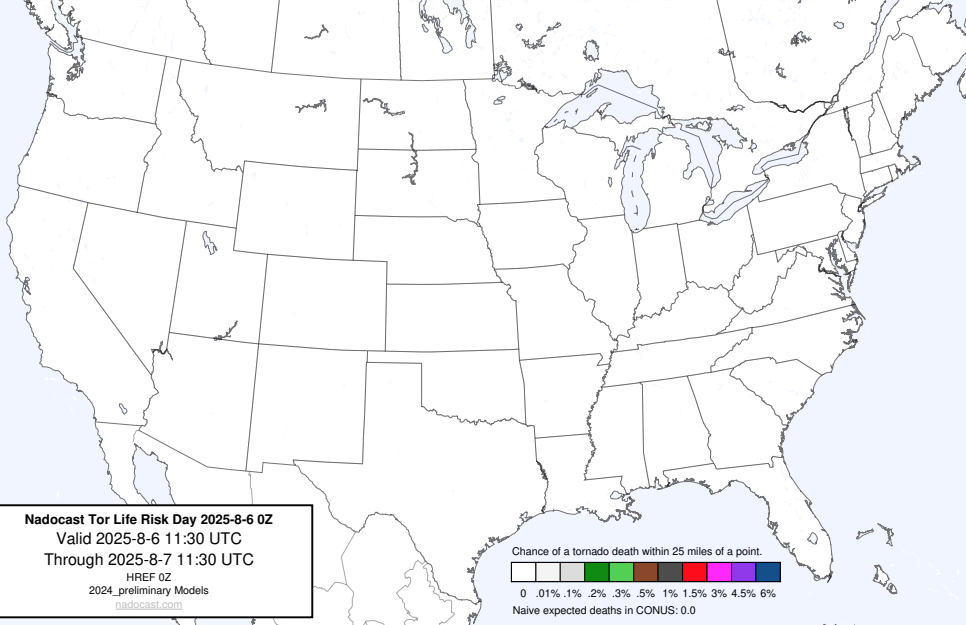 Nadocast Tor Life Risk Day 2025-8-6 0Z
Valid 2025-8-6 11:30 UTC
Through 2025-8-7 11:30 UTC
HREF 0Z
2024_preliminary Models
nadocast.com
Chance of a tornado death within 25 miles of a point.
0 .01% .1% .2% .3% .5% 1% 1.5% 3% 4.5% 6%
Naive expected deaths in CONUS: 0.0